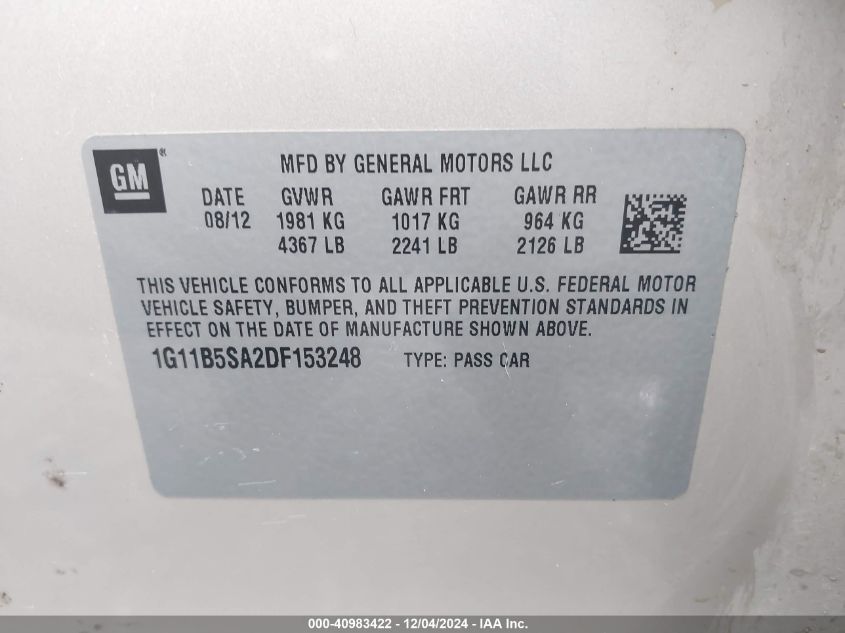 GM®
MFD BY GENERAL MOTORS LLC
DATE GVWR GAWR FRT GAWR RR
08/12 1981 KG 1017 KG 964 KG
4367 LB 2241 LB 2126 LB
THIS VEHICLE CONFORMS TO ALL APPLICABLE U.S. FEDERAL MOTOR
VEHICLE SAFETY, BUMPER, AND THEFT PREVENTION STANDARDS IN
EFFECT ON THE DATE OF MANUFACTURE SHOWN ABOVE.
1G11B5SA2DF153248 TYPE: PASS CAR
000-40983422 - 12/04/2024 - IAA Inc.